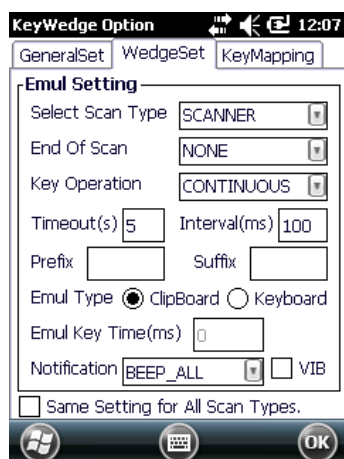 KeyWedge Option 12:07
GeneralSet WedgeSet KeyMapping
Emul Setting
Select Scan Type SCANNER
End Of Scan NONE
Key Operation CONTINUOUS
Timeout(s) 5 Interval(ms) 100
Prefix Suffix
Emul Type ClipBoard Keyboard
Emul Key Time(ms) 0
Notification BEEP_ALL VIB
Same Setting for All Scan Types.
OK